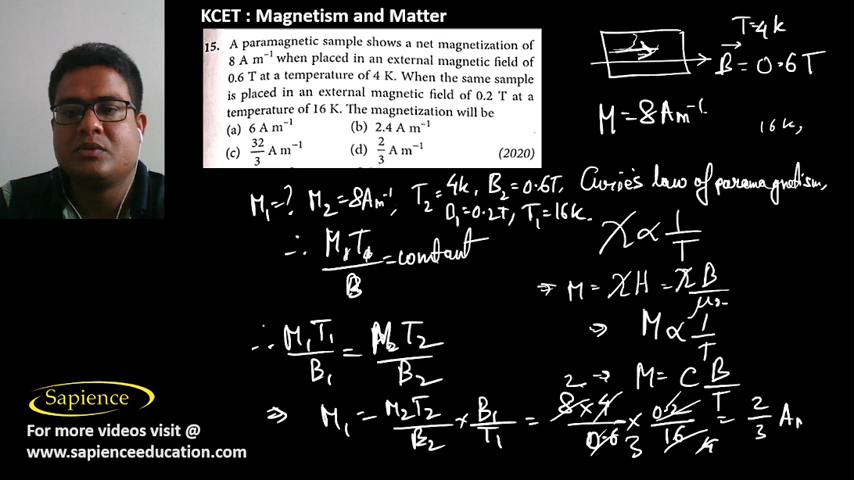 KCET : Magnetism and Matter
15. A paramagnetic sample shows a net magnetization of
8 A m⁻¹ when placed in an external magnetic field of
0.6 T at a temperature of 4 K. When the same sample
is placed in an external magnetic field of 0.2 T at a
temperature of 16 K. The magnetization will be
(a) 6 A m⁻¹ (b) 2.4 A m⁻¹
(c) 32/3 A m⁻¹ (d) 2/3 A m⁻¹
(2020)
T=4k
B⃗ = 0.6T
M = 8Am⁻¹
16k,
M₁=? M₂=8Am⁻¹, T₂=4k, B₂=0.6T, Curie's law of paramagnetism,
B₁=0.2T, T₁=16k.
χ ∝ 1/T
⇒ M = χH = χB/μ₀
⇒ M ∝ 1/T
⇒ M = C B/T
∴ M₁T₁/B₁ = M₂T₂/B₂
⇒ M₁ = M₂T₂/B₂ × B₁/T₁ = 8×4/0.6 × 0.2/16 = 2/3
Sapience
For more videos visit @
www.sapienceeducation.com